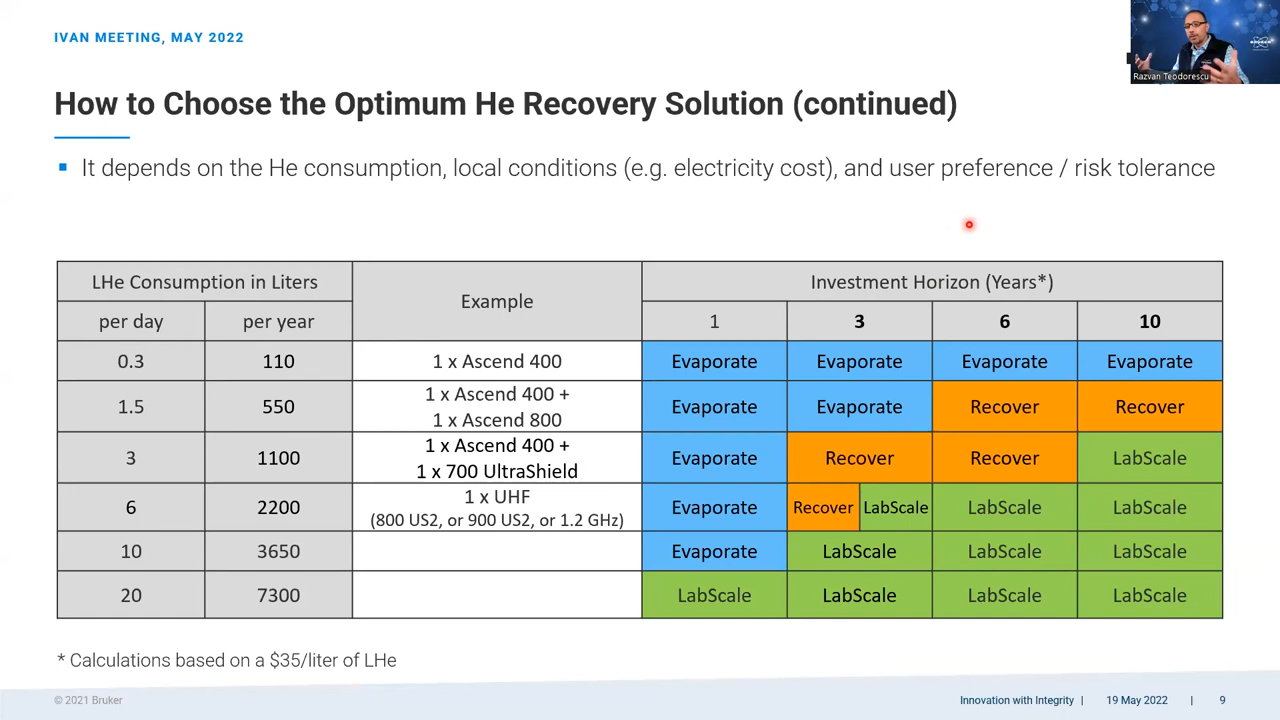 IVAN MEETING, MAY 2022
Razvan Teodorescu
How to Choose the Optimum He Recovery Solution (continued)
▪ It depends on the He consumption, local conditions (e.g. electricity cost), and user preference / risk tolerance
LHe Consumption in Liters Example Investment Horizon (Years*)
per day per year 1 3 6 10
0.3 110 1 x Ascend 400 Evaporate Evaporate Evaporate Evaporate
1.5 550 1 x Ascend 400 + Evaporate Evaporate Recover Recover
1 x Ascend 800
3 1100 1 x Ascend 400 + Evaporate Recover Recover LabScale
1 x 700 UltraShield
6 2200 1 x UHF Evaporate Recover LabScale LabScale LabScale
(800 US2, or 900 US2, or 1.2 GHz)
10 3650 Evaporate LabScale LabScale LabScale
20 7300 LabScale LabScale LabScale LabScale
* Calculations based on a $35/liter of LHe
© 2021 Bruker Innovation with Integrity | 19 May 2022 | 9